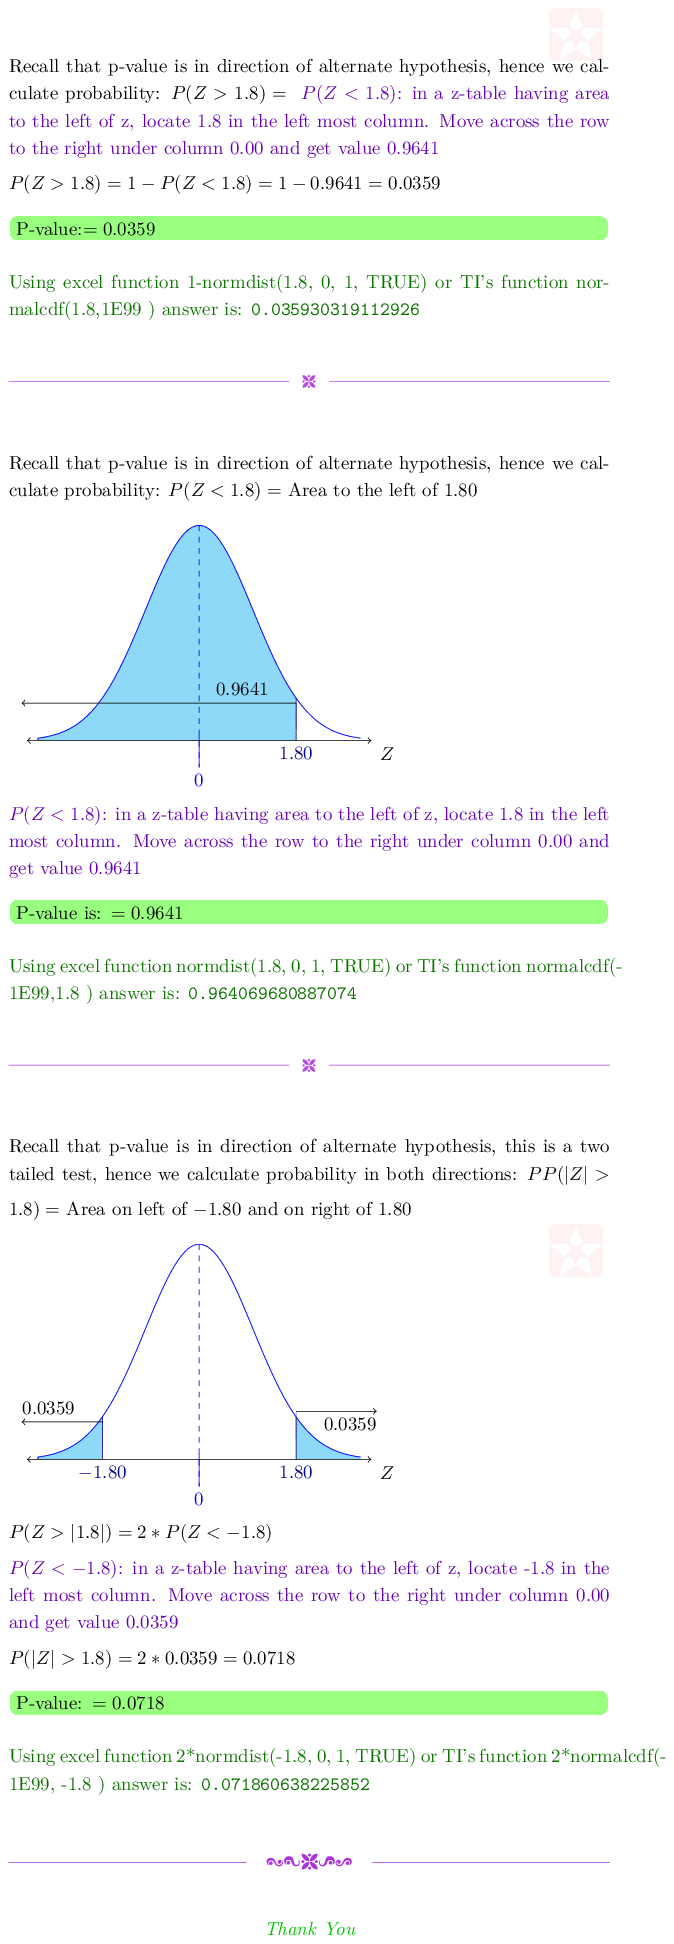 Recall that p-value is in direction of alternate hypothesis, hence we cal-
culate probability: P(Z > 1.8) = P(Z < 1.8): in a z-table having area
to the left of z, locate 1.8 in the left most column. Move across the row
to the right under column 0.00 and get value 0.9641
P(Z > 1.8) = 1 − P(Z < 1.8) = 1 − 0.9641 = 0.0359
P-value:= 0.0359
Using excel function 1-normdist(1.8, 0, 1, TRUE) or TI's function nor-
malcdf(1.8,1E99 ) answer is: 0.035930319112926
Recall that p-value is in direction of alternate hypothesis, hence we cal-
culate probability: P(Z < 1.8) = Area to the left of 1.80
0.9641
1.80
Z
0
P(Z < 1.8): in a z-table having area to the left of z, locate 1.8 in the left
most column. Move across the row to the right under column 0.00 and
get value 0.9641
P-value is: = 0.9641
Using excel function normdist(1.8, 0, 1, TRUE) or TI's function normalcdf(-
1E99,1.8 ) answer is: 0.964069680887074
Recall that p-value is in direction of alternate hypothesis, this is a two
tailed test, hence we calculate probability in both directions: PP(|Z| >
1.8) = Area on left of −1.80 and on right of 1.80
0.0359
0.0359
−1.80
1.80
Z
0
P(Z > |1.8|) = 2 ∗ P(Z < −1.8)
P(Z < −1.8): in a z-table having area to the left of z, locate -1.8 in the
left most column. Move across the row to the right under column 0.00
and get value 0.0359
P(|Z| > 1.8) = 2 ∗ 0.0359 = 0.0718
P-value: = 0.0718
Using excel function 2*normdist(-1.8, 0, 1, TRUE) or TI's function 2*normalcdf(-
1E99, -1.8 ) answer is: 0.071860638225852
Thank You